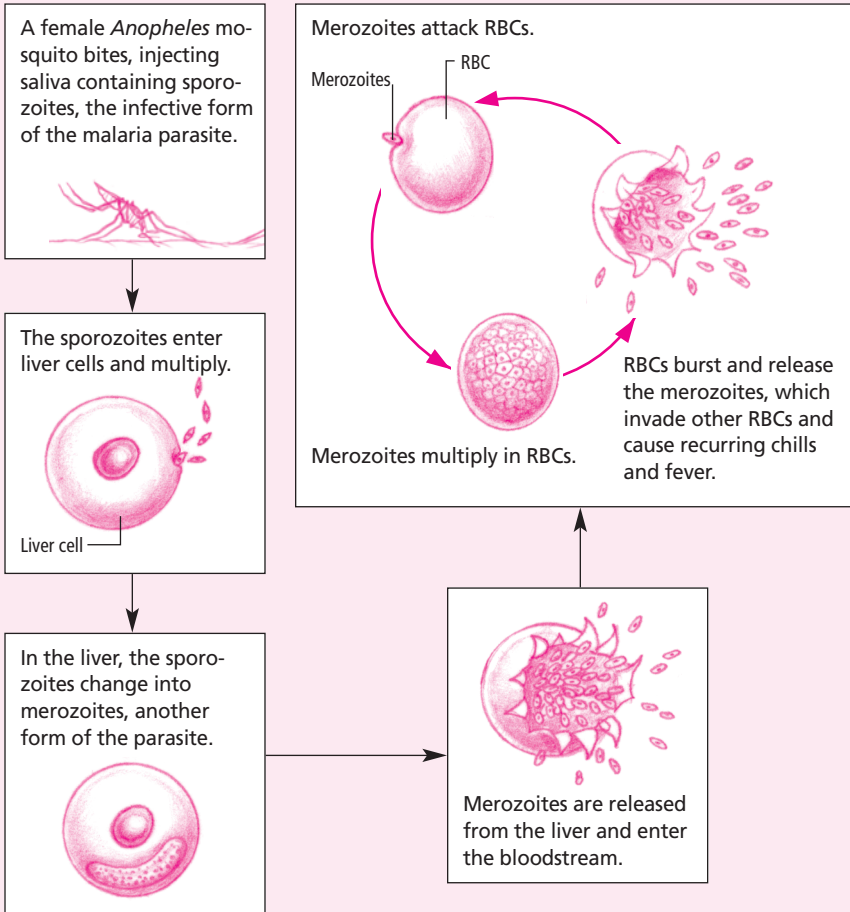 A female Anopheles mo-
squito bites, injecting
saliva containing sporo-
zoites, the infective form
of the malaria parasite.
The sporozoites enter
liver cells and multiply.
Liver cell
In the liver, the sporo-
zoites change into
merozoites, another
form of the parasite.
Merozoites are released
from the liver and enter
the bloodstream.
Merozoites attack RBCs.
RBC
Merozoites
Merozoites multiply in RBCs.
RBCs burst and release
the merozoites, which
invade other RBCs and
cause recurring chills
and fever.